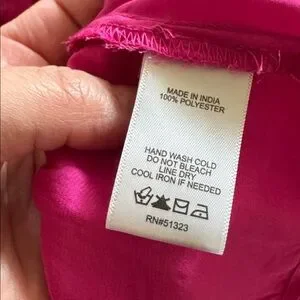 MADE IN INDIA
100% POLYESTER
HAND WASH COLD
DO NOT BLEACH
LINE DRY
COOL IRON IF NEEDED
RN#51323